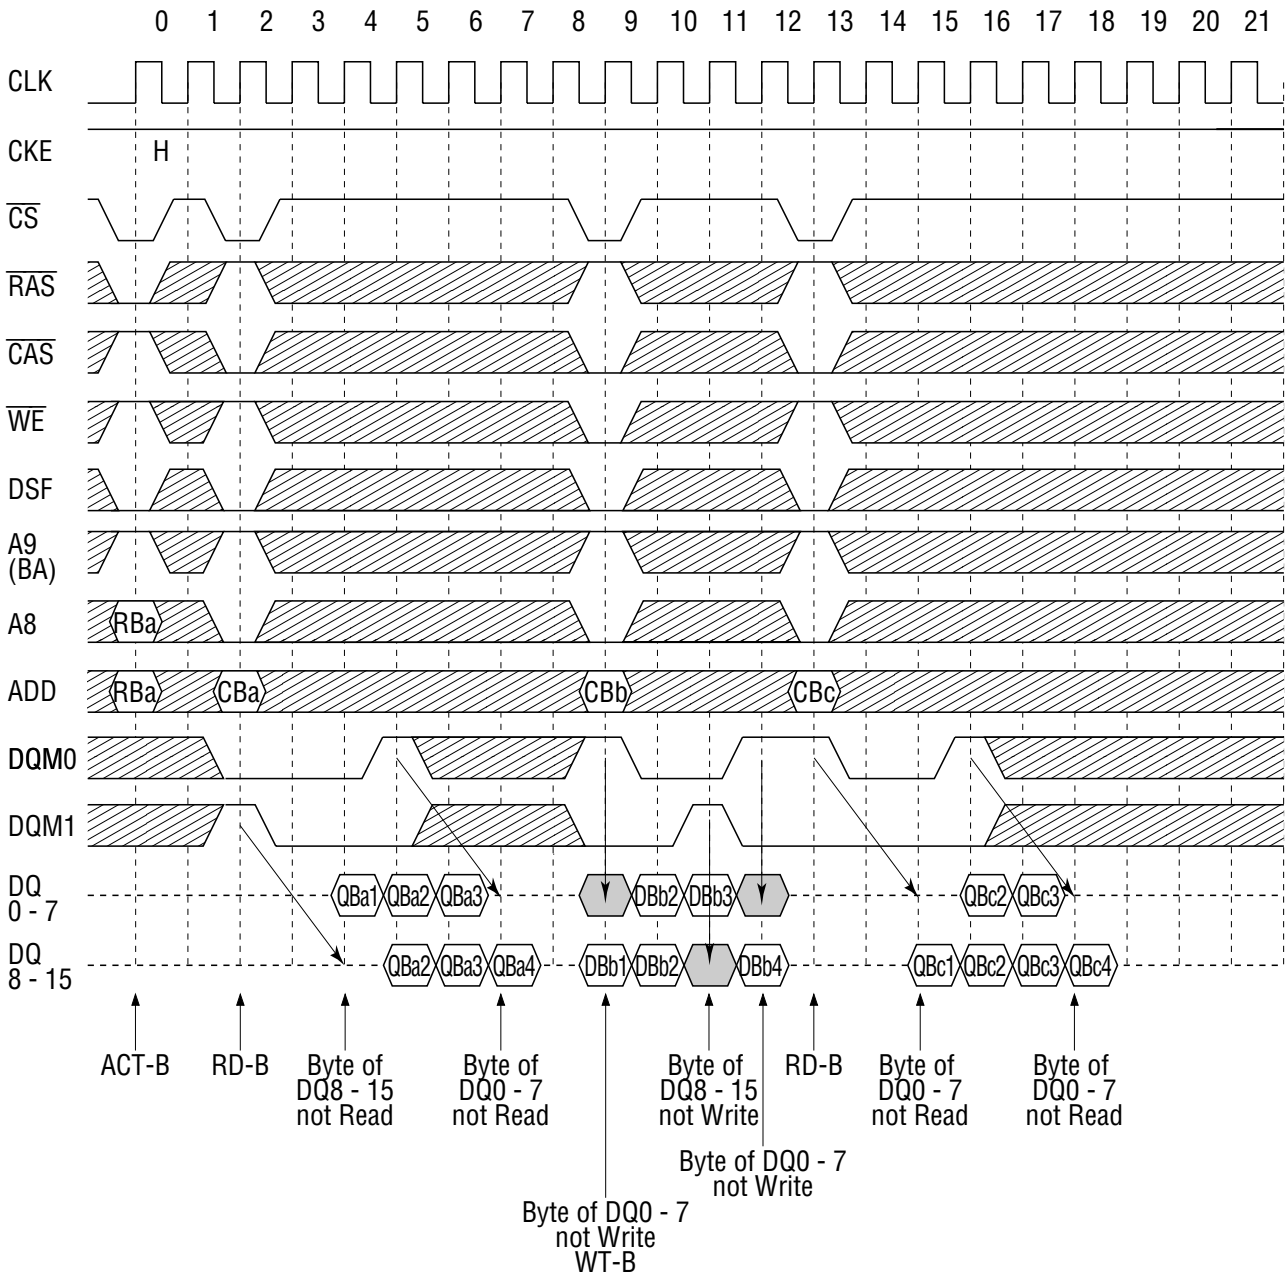 0 1 2 3 4 5 6 7 8 9 10 11 12 13 14 15 16 17 18 19 20 21
CLK
CKE H
CS
RAS
CAS
WE
DSF
A9
(BA)
A8 RBa
ADD RBa CBa CBb CBc
DQM0
DQM1
DQ
0 - 7
QBa1 QBa2 QBa3 DBb2 DBb3 QBc2 QBc3
DQ
8 - 15
QBa2 QBa3 QBa4 DBb1 DBb2 DBb4 QBc1 QBc2 QBc3 QBc4
ACT-B
RD-B
Byte of
DQ8 - 15
not Read
Byte of
DQ0 - 7
not Read
Byte of
DQ8 - 15
not Write
RD-B
Byte of
DQ0 - 7
not Read
Byte of
DQ0 - 7
not Read
Byte of DQ0 - 7
not Write
Byte of DQ0 - 7
not Write
WT-B